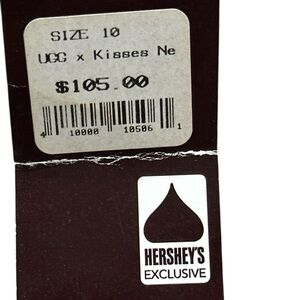 SIZE 10
UGG x Kisses Ne
$105.00
4 10000 10506 1
HERSHEY'S
EXCLUSIVE